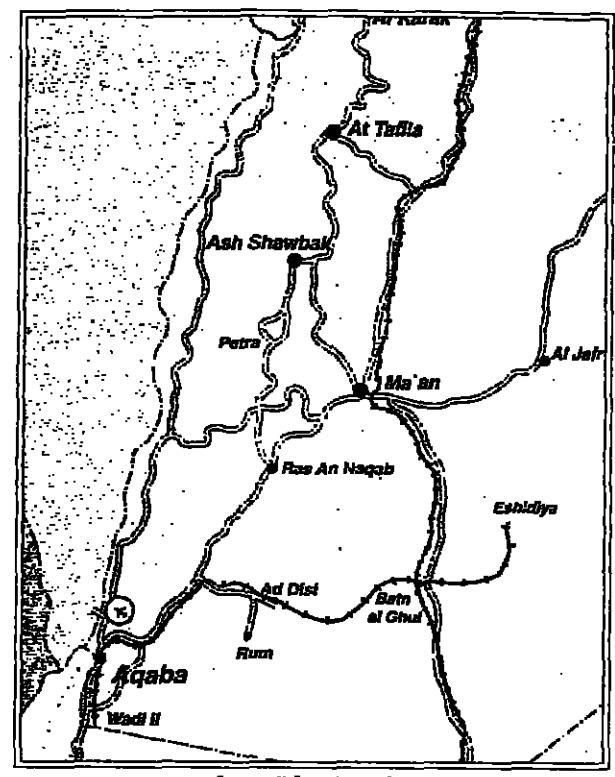 At Tafila
Ash Shawbak
Petra
Al Jafr
Ma'an
Ras An Naqab
Eshidiya
Ad Disi
Batn
al Ghul
Rum
Aqaba
Wadi II